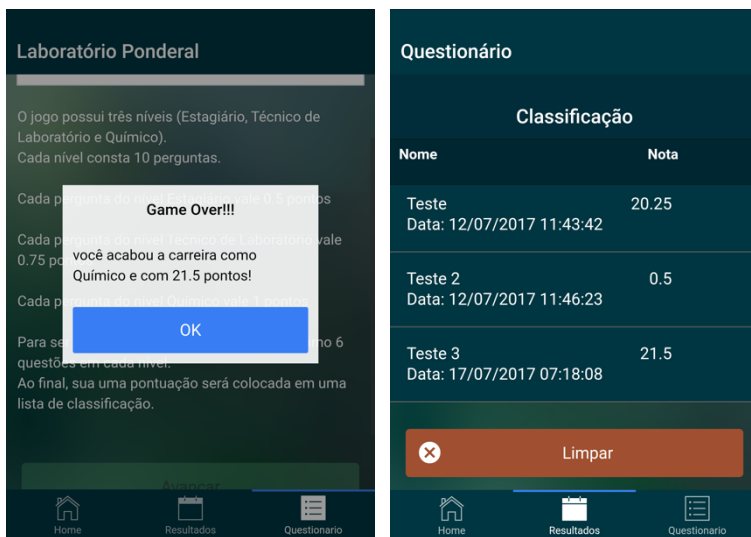 Laboratório Ponderal
O jogo possui três níveis (Estagiário, Técnico de
Laboratório e Químico).
Cada nível consta 10 perguntas.
Cada pergunta do nível Estagiário vale 0.5 pontos
Cada pergunta do nível Técnico de Laboratório vale
0.75 po
Cada pergunta do nível Químico vale 1 pontos
Para se
mo 6
questões em cada nível.
Ao final, sua uma pontuação será colocada em uma
lista de classificação.
Game Over!!!
você acabou a carreira como
Químico e com 21.5 pontos!
OK
Avançar
Home Resultados Questionario
Questionário
Classificação
Nome Nota
Teste 20.25
Data: 12/07/2017 11:43:42
Teste 2 0.5
Data: 12/07/2017 11:46:23
Teste 3 21.5
Data: 17/07/2017 07:18:08
Limpar
Home Resultados Questionario